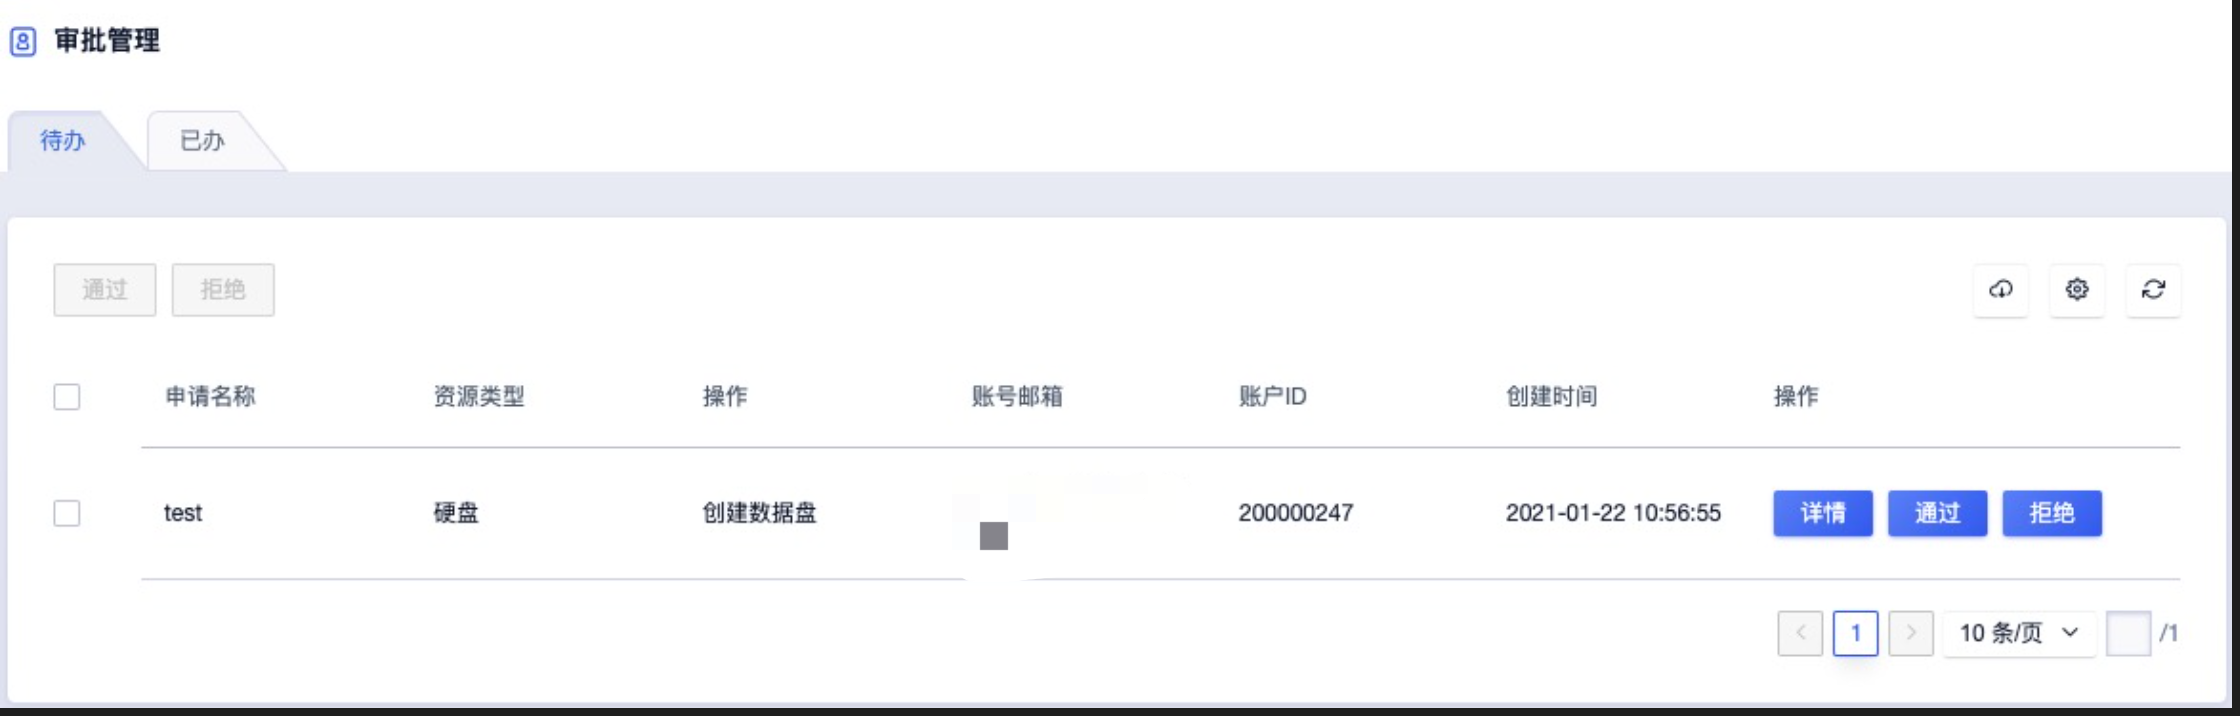 审批管理
待办 已办
通过 拒绝
申请名称 资源类型 操作 账号邮箱 账户ID 创建时间 操作
test 硬盘 创建数据盘 200000247 2021-01-22 10:56:55 详情 通过 拒绝
1 10 条/页 /1